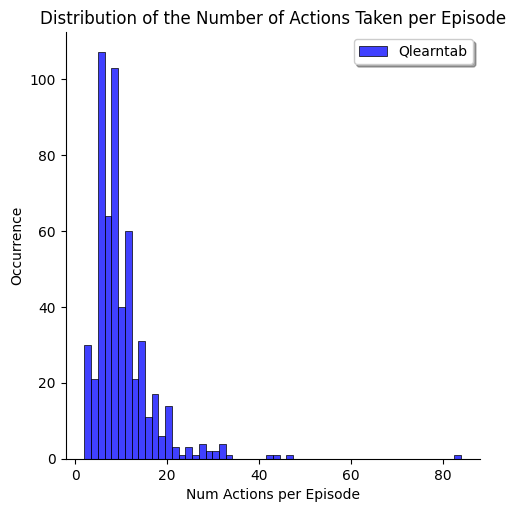 Distribution of the Number of Actions Taken per Episode
Qlearntab
Occurrence
100
80
60
40
20
0
0 20 40 60 80
Num Actions per Episode